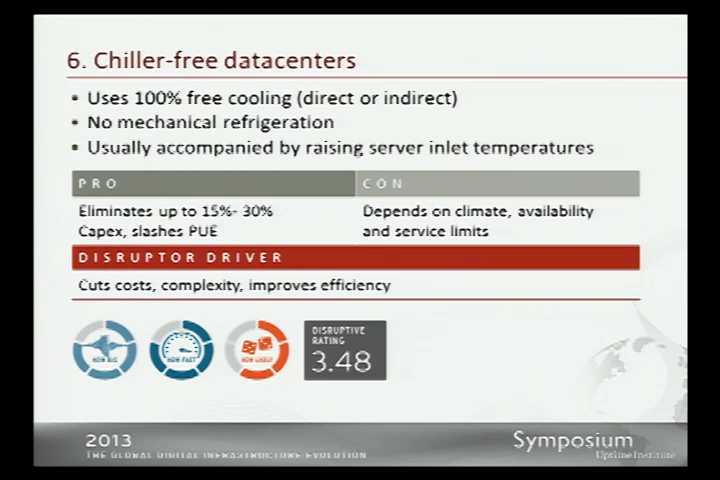 6. Chiller-free datacenters
▪ Uses 100% free cooling (direct or indirect)
▪ No mechanical refrigeration
▪ Usually accompanied by raising server inlet temperatures
PRO CON
Eliminates up to 15%- 30% Depends on climate, availability
Capex, slashes PUE and service limits
DISRUPTOR DRIVER
Cuts costs, complexity, improves efficiency
HOW BIG HOW FAST HOW LIKELY
DISRUPTIVE
RATING
3.48
2013 Symposium
THE GLOBAL DIGITAL INFRASTRUCTURE EVOLUTION Uptime Institute